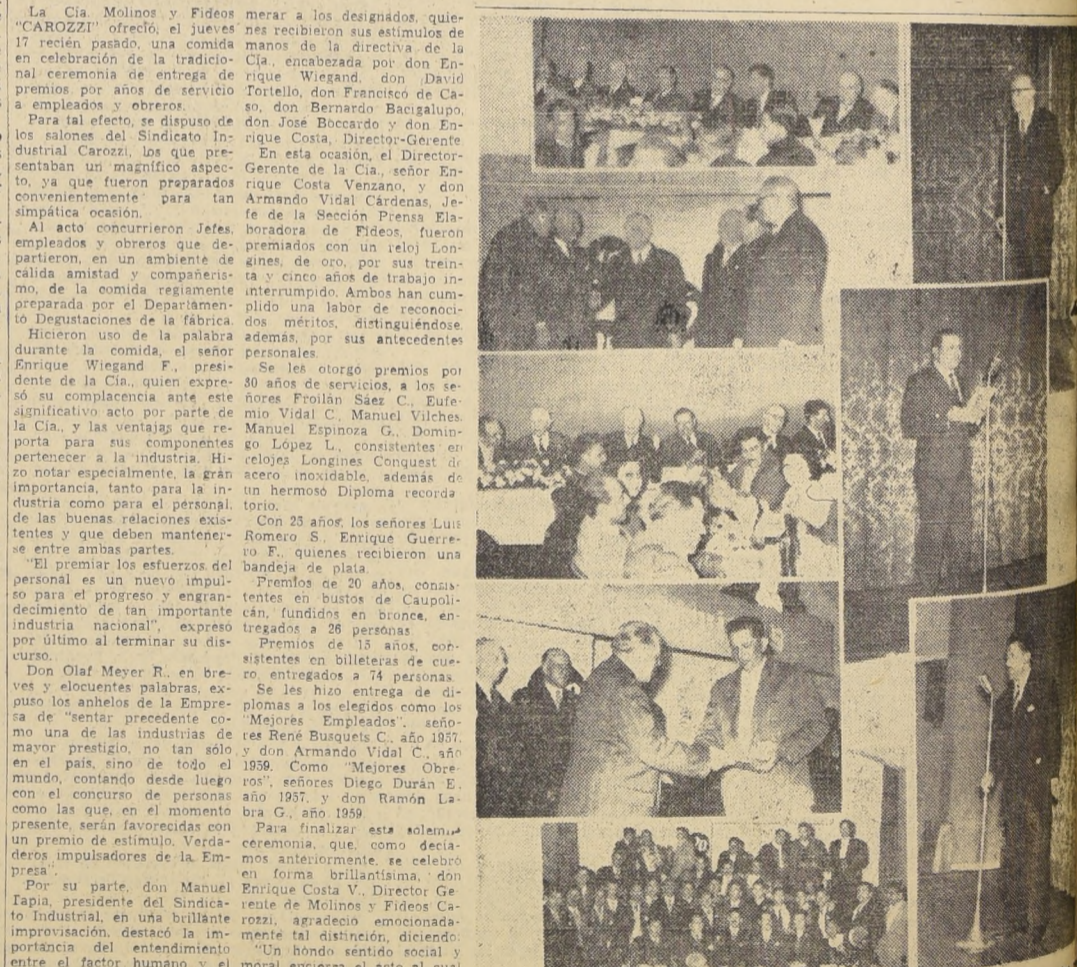 La Cía. Molinos y Fideos
"CAROZZI" ofreció, el jueves
17 recién pasado, una comida
en celebración de la tradicio-
nal ceremonia de entrega de
premios por años de servicio
a empleados y obreros.
Para tal efecto, se dispuso de
los salones del Sindicato In-
dustrial Carozzi, los que pre-
sentaban un magnífico aspec-
to, ya que fueron preparados
convenientemente para tan
simpática ocasión.
Al acto concurrieron Jefes,
empleados y obreros que de-
partieron, en un ambiente de
cálida amistad y compañeris-
mo, de la comida regiamente
preparada por el Departamen-
to Degustaciones de la fábrica.
Hicieron uso de la palabra
durante la comida, el señor
Enrique Wiegand F., presi-
dente de la Cía., quien expre-
só su complacencia ante este
significativo acto por parte de
la Cía., y las ventajas que re-
porta para sus componentes
pertenecer a la industria. Hi-
zo notar especialmente, la gran
importancia, tanto para la in-
dustria como para el personal,
de las buenas relaciones exis-
tentes y que deben mantener-
se entre ambas partes.
"El premiar los esfuerzos del
personal es un nuevo impul-
so para el progreso y engran-
decimiento de tan importante
industria nacional", expresó
por último al terminar su dis-
curso.
Don Olaf Meyer R., en bre-
ves y elocuentes palabras, ex-
puso los anhelos de la Empre-
sa de "sentar precedente co-
mo una de las industrias de
mayor prestigio, no tan sólo
en el país, sino de todo el
mundo, contando desde luego
con el concurso de personas
como las que, en el momento
presente, serán favorecidas con
un premio de estímulo. Verda-
deros impulsadores de la Em-
presa".
Por su parte, don Manuel
Tapia, presidente del Sindica-
to Industrial, en una brillante
improvisación, destacó la im-
portancia del entendimiento
entre el factor humano y el
merar a los designados, quie-
nes recibieron sus estímulos de
manos de la directiva de la
Cía., encabezada por don En-
rique Wiegand, don David
Tortello, don Francisco de Ca-
so, don Bernardo Bacigalupo,
don José Boccardo y don En-
rique Costa, Director-Gerente
En esta ocasión, el Director-
Gerente de la Cía., señor En-
rique Costa Venzano, y don
Armando Vidal Cárdenas, Je-
fe de la Sección Prensa Ela-
boradora de Fideos, fueron
premiados con un reloj Lon-
gines, de oro, por sus trein-
ta y cinco años de trabajo in-
interrumpido. Ambos han cum-
plido una labor de reconoci-
dos méritos, distinguiéndose,
además, por sus antecedentes
personales.
Se les otorgó premios por
30 años de servicios, a los se-
ñores Froilán Sáez C., Eufe-
mio Vidal C., Manuel Vilches,
Manuel Espinoza G., Domin-
go López L., consistentes en
relojes Longines Conquest de
acero inoxidable, además de
un hermoso Diploma recorda
torio.
Con 25 años, los señores Luis
Romero S., Enrique Guerre-
ro F., quienes recibieron una
bandeja de plata.
Premios de 20 años, consis-
tentes en bustos de Caupoli-
cán, fundidos en bronce, en-
tregados a 26 personas
Premios de 15 años, con-
sistentes en billeteras de cue-
ro, entregados a 74 personas.
Se les hizo entrega de di-
plomas a los elegidos como los
"Mejores Empleados", seño-
res René Busquets C., año 1957,
y don Armando Vidal C., año
1959. Como "Mejores Obre-
ros", señores Diego Durán E.
año 1957, y don Ramón La-
bra G., año 1959.
Para finalizar esta solemne
ceremonia, que, como decía-
mos anteriormente, se celebró
en forma brillantísima, don
Enrique Costa V., Director Ge-
rente de Molinos y Fideos Ca-
rozzi, agradeció emocionada-
mente tal distinción, diciendo:
"Un hondo sentido social y
moral encierra el acto al cual